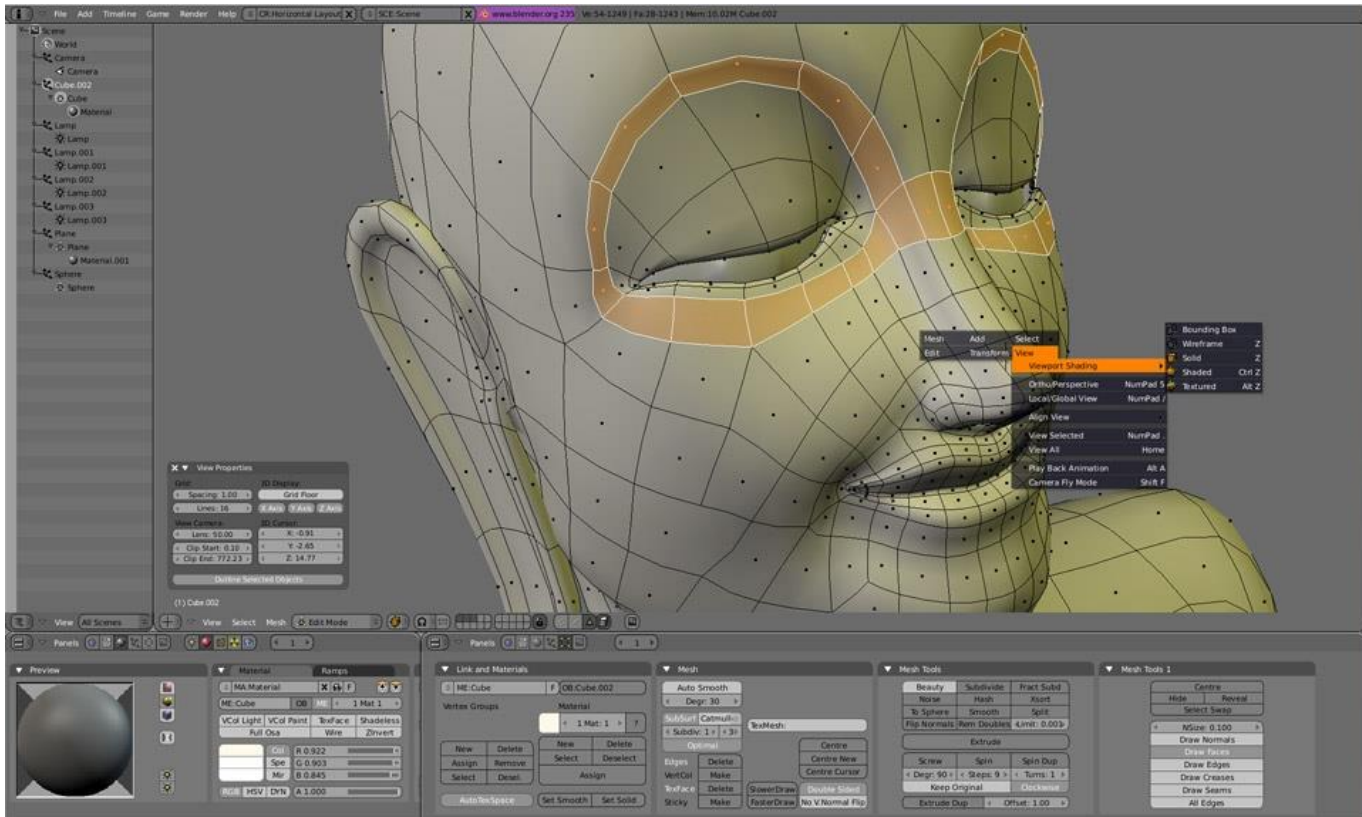 File Add Timeline Game Render Help CR:Horizontal Layout X SCE:Scene X www.blender.org 235 Ve:54-1249 | Fa:28-1243 | Mem:10.02M Cube.002
Scene
World
Camera
Camera
Cube.002
Cube
Material
Lamp
Lamp
Lamp.001
Lamp.001
Lamp.002
Lamp.002
Lamp.003
Lamp.003
Plane
Plane
Material.001
Sphere
Sphere
Mesh Add Select
Edit Transform View
Viewport Shading
Ortho/Perspective NumPad 5
Local/Global View NumPad /
Align View
View Selected NumPad .
View All Home
Play Back Animation Alt A
Camera Fly Mode Shift F
Bounding Box
Wireframe Z
Solid Z
Shaded Ctrl Z
Textured Alt Z
View Properties
Grid: 3D Display:
Spacing: 1.00 Grid Floor
Lines: 16 X Axis Y Axis Z Axis
View Camera: 3D Cursor:
Lens: 50.00 X: -0.91
Clip Start: 0.10 Y: -2.65
Clip End: 772.23 Z: 14.77
Outline Selected Objects
(1) Cube.002
View All Scenes View Select Mesh Edit Mode
Panels 1
Preview
Material Ramps
MA:Material X F
ME:Cube OB ME 1 Mat 1
VCol Light VCol Paint TexFace Shadeless
Full Osa Wire ZInvert
Col R 0.922
Spe G 0.903
Mir B 0.845
RGB HSV DYN A 1.000
Panels 1
Link and Materials
ME:Cube F OB:Cube.002
Vertex Groups Material
1 Mat: 1 ?
New Delete New Delete
Assign Remove Select Deselect
Select Desel. Assign
AutoTexSpace Set Smooth Set Solid
Mesh
Auto Smooth
Degr: 30
SubSurf Catmull
Subdiv: 1 3
Optimal
TexMesh:
Edges Delete Centre
VertCol Make Centre New
TexFace Delete Centre Cursor
Sticky Make SlowerDraw Double Sided
FasterDraw No V.Normal Flip
Mesh Tools
Beauty Subdivide Fract Subd
Noise Hash Xsort
To Sphere Smooth Split
Flip Normals Rem Doubles Limit: 0.001
Extrude
Screw Spin Spin Dup
Degr: 90 Steps: 9 Turns: 1
Keep Original Clockwise
Extrude Dup Offset: 1.00
Mesh Tools 1
Centre
Hide Reveal
Select Swap
NSize: 0.100
Draw Normals
Draw Faces
Draw Edges
Draw Creases
Draw Seams
All Edges